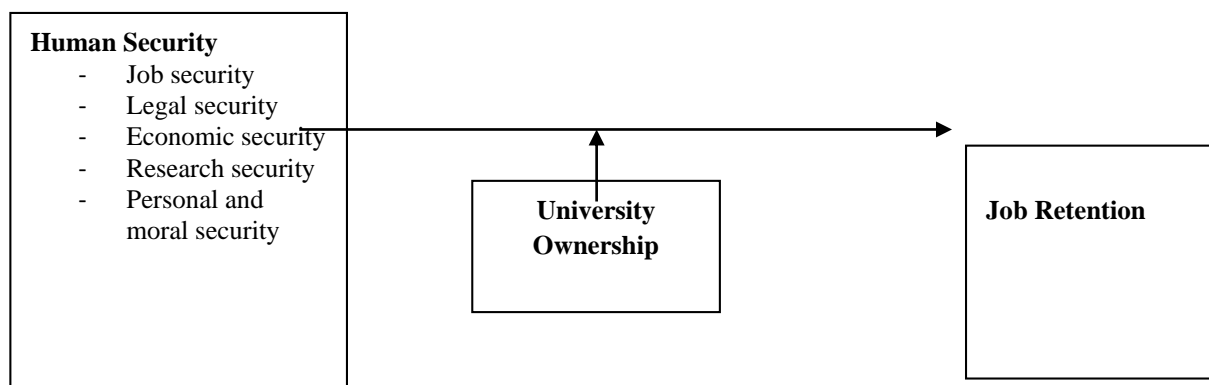 Human Security
- Job security
- Legal security
- Economic security
- Research security
- Personal and
moral security
University
Ownership
Job Retention